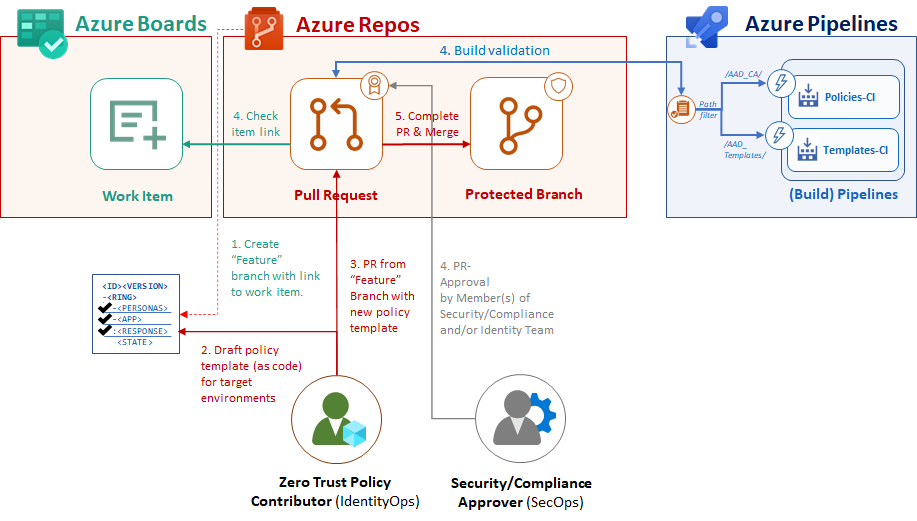 Azure Boards
Azure Repos
Azure Pipelines
4. Build validation
/AAD_CA/
Path
filter
/AAD_
Templates/
Policies-CI
Templates-CI
(Build) Pipelines
4. Check
item link
5. Complete
PR & Merge
Work Item
Pull Request
Protected Branch
1. Create
“Feature”
branch with link
to work item.
3. PR from
“Feature”
Branch with
new policy
template
4. PR-
Approval
by Member(s) of
Security/Compliance
and/or Identity Team
<ID><VERSION>
-<RING>
-<PERSONAS>
-<APP>
:<RESPONSE>
<STATE>
2. Draft policy
template (as code)
for target
environments
Zero Trust Policy
Contributor (IdentityOps)
Security/Compliance
Approver (SecOps)